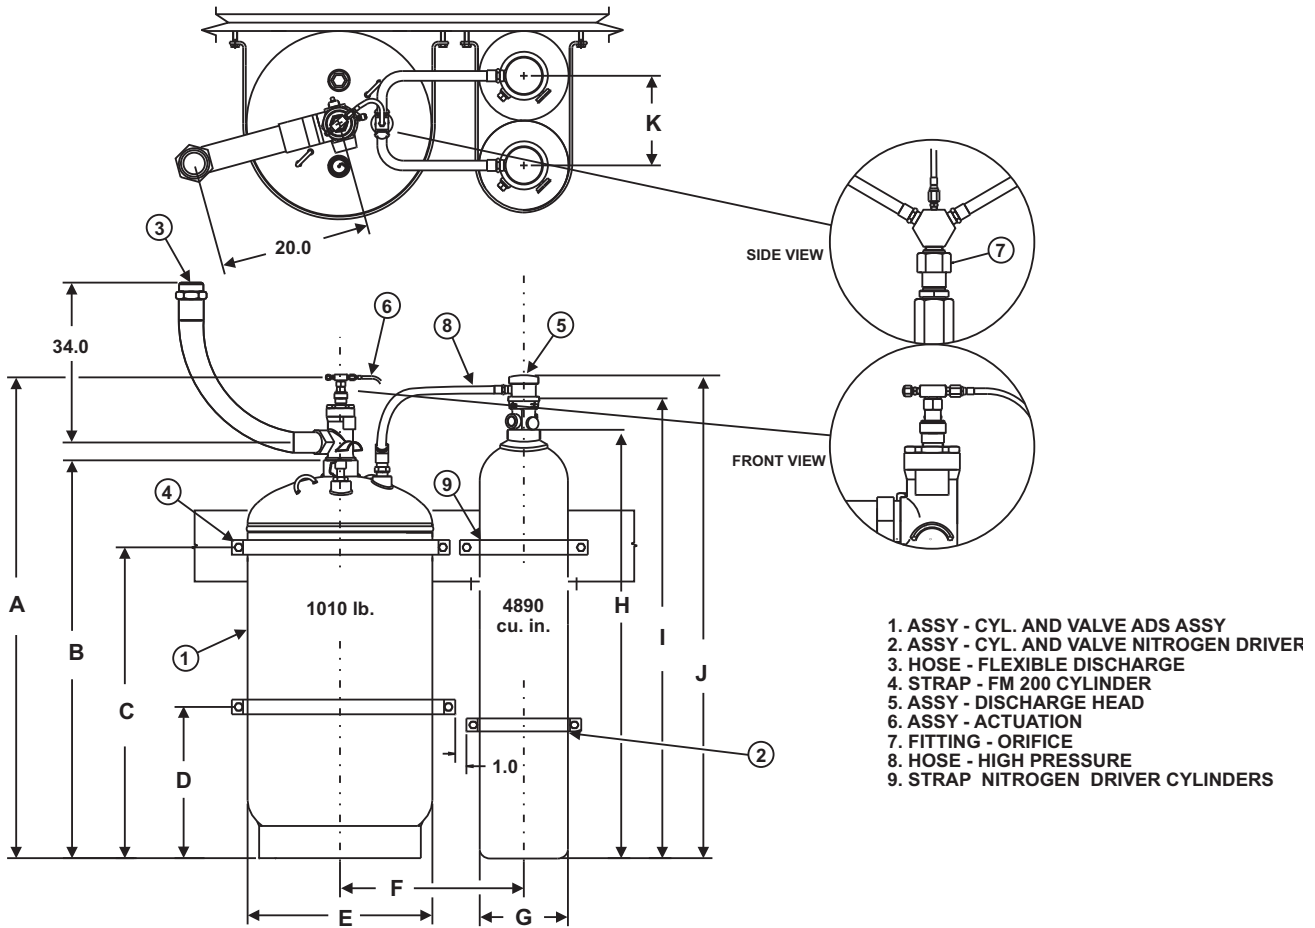 K
20.0
3
SIDE VIEW
7
6
8
5
34.0
FRONT VIEW
4
9
A
B
C
D
1010 lb.
4890
cu. in.
H
I
J
1
2
1.0
F
E
G
1. ASSY - CYL. AND VALVE ADS ASSY
2. ASSY - CYL. AND VALVE NITROGEN DRIVER
3. HOSE - FLEXIBLE DISCHARGE
4. STRAP - FM 200 CYLINDER
5. ASSY - DISCHARGE HEAD
6. ASSY - ACTUATION
7. FITTING - ORIFICE
8. HOSE - HIGH PRESSURE
9. STRAP NITROGEN DRIVER CYLINDERS